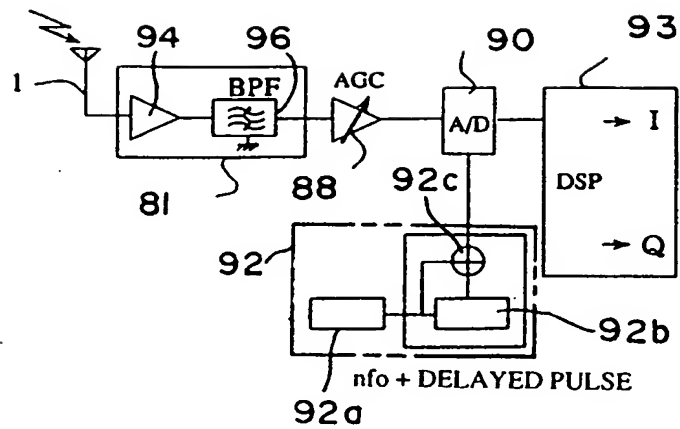 94
96
90
93
1
BPF
AGC
A/D
I
DSP
81
88
92c
Q
92
92b
nfo + DELAYED PULSE
92a